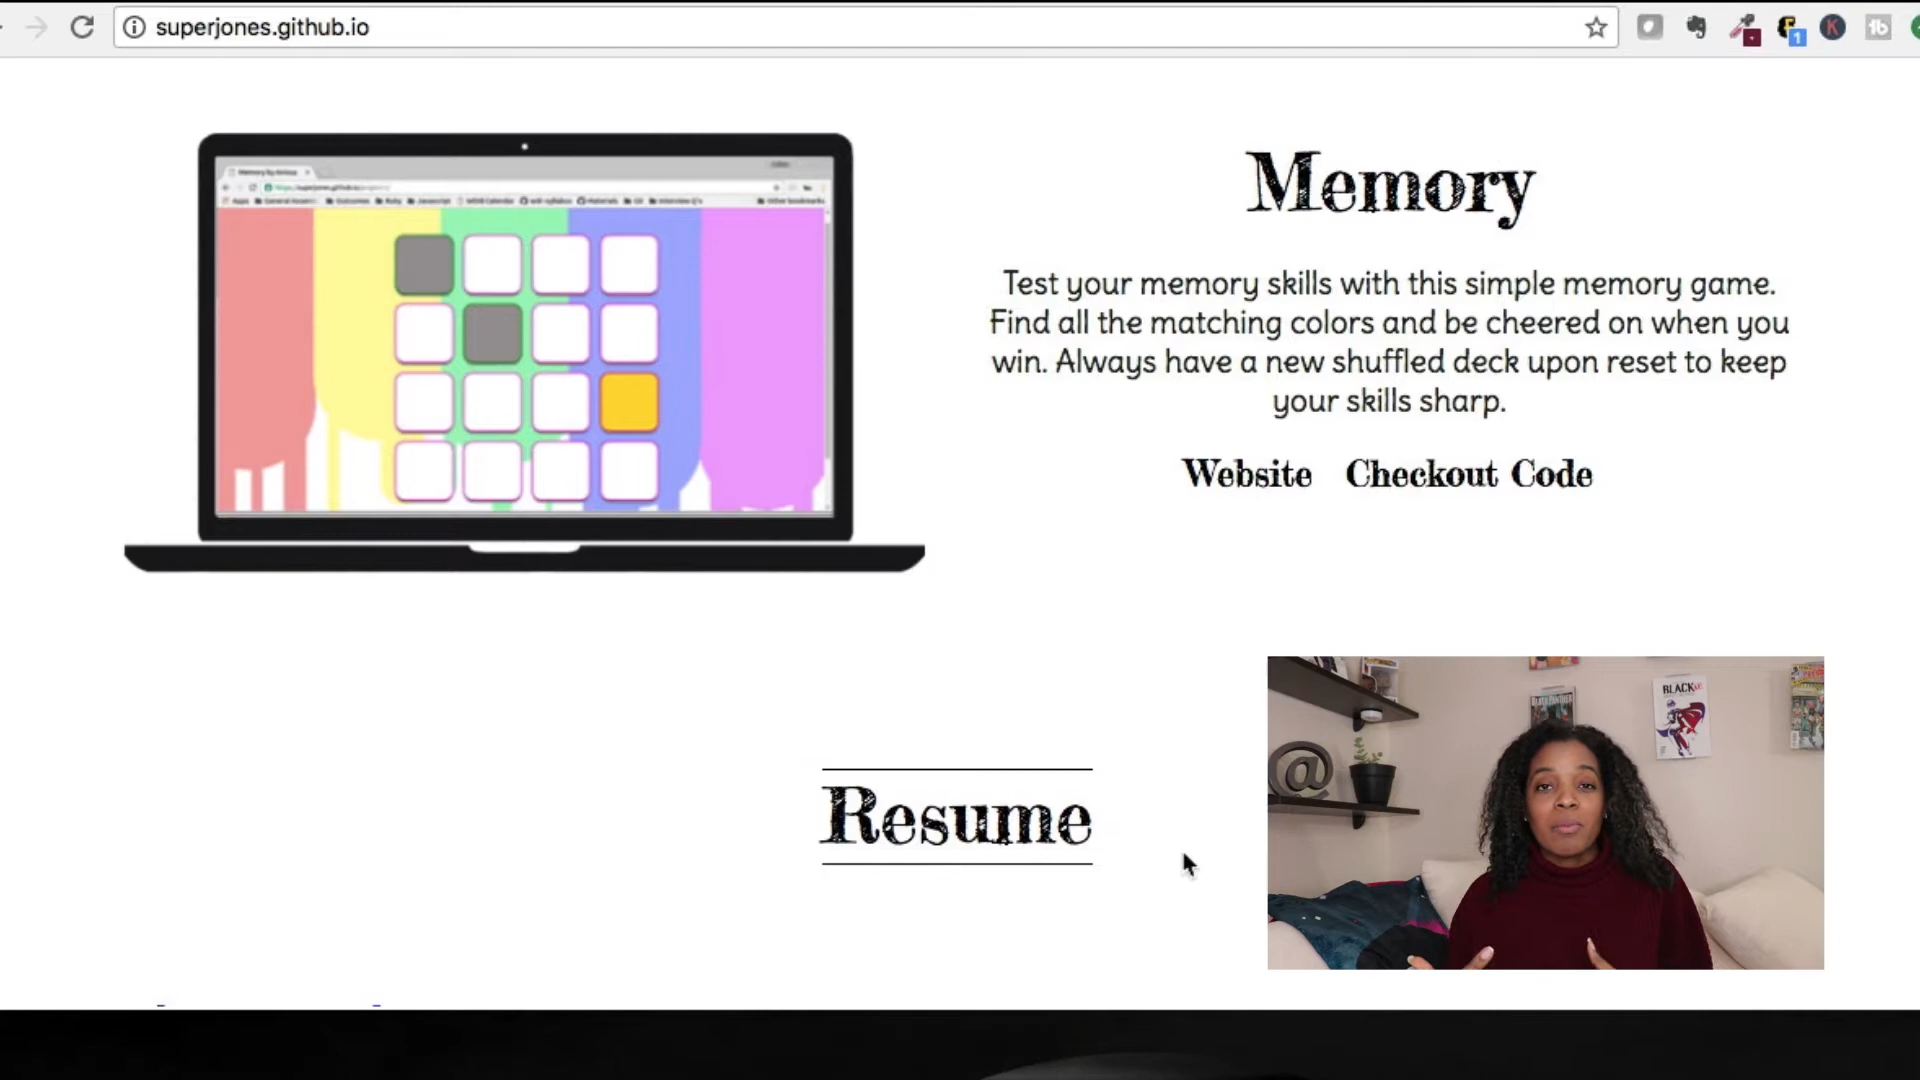 superjones.github.io
1
K
Memory
Test your memory skills with this simple memory game.
Find all the matching colors and be cheered on when you
win. Always have a new shuffled deck upon reset to keep
your skills sharp.
Website Checkout Code
Resume
BLACK
@